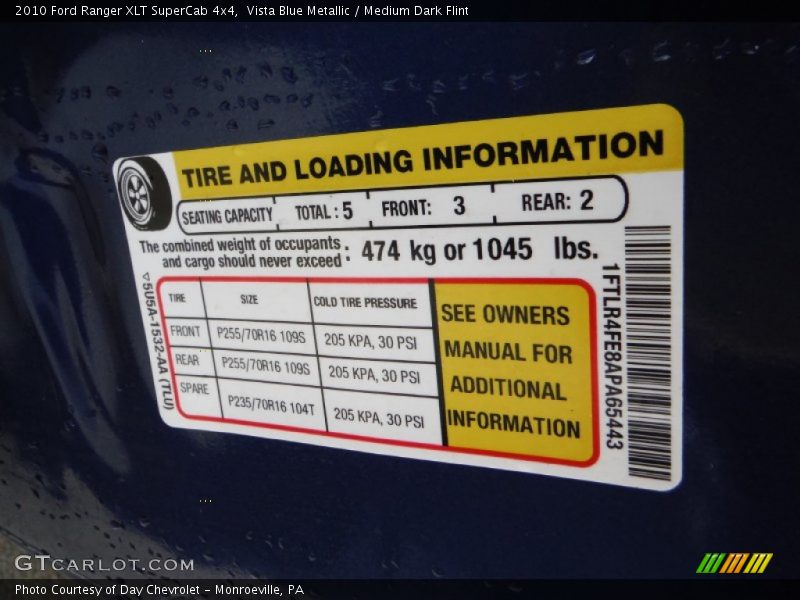 2010 Ford Ranger XLT SuperCab 4x4, Vista Blue Metallic / Medium Dark Flint
TIRE AND LOADING INFORMATION
SEATING CAPACITY TOTAL : 5 FRONT: 3 REAR: 2
The combined weight of occupants
and cargo should never exceed : 474 kg or 1045 lbs.
TIRE SIZE COLD TIRE PRESSURE
FRONT P255/70R16 109S 205 KPA, 30 PSI
REAR P255/70R16 109S 205 KPA, 30 PSI
SPARE P235/70R16 104T 205 KPA, 30 PSI
SEE OWNERS
MANUAL FOR
ADDITIONAL
INFORMATION
5U5A-1532-AA (TLU)
1FTLR4FE8APA65443
GTCARLOT.COM
Photo Courtesy of Day Chevrolet - Monroeville, PA